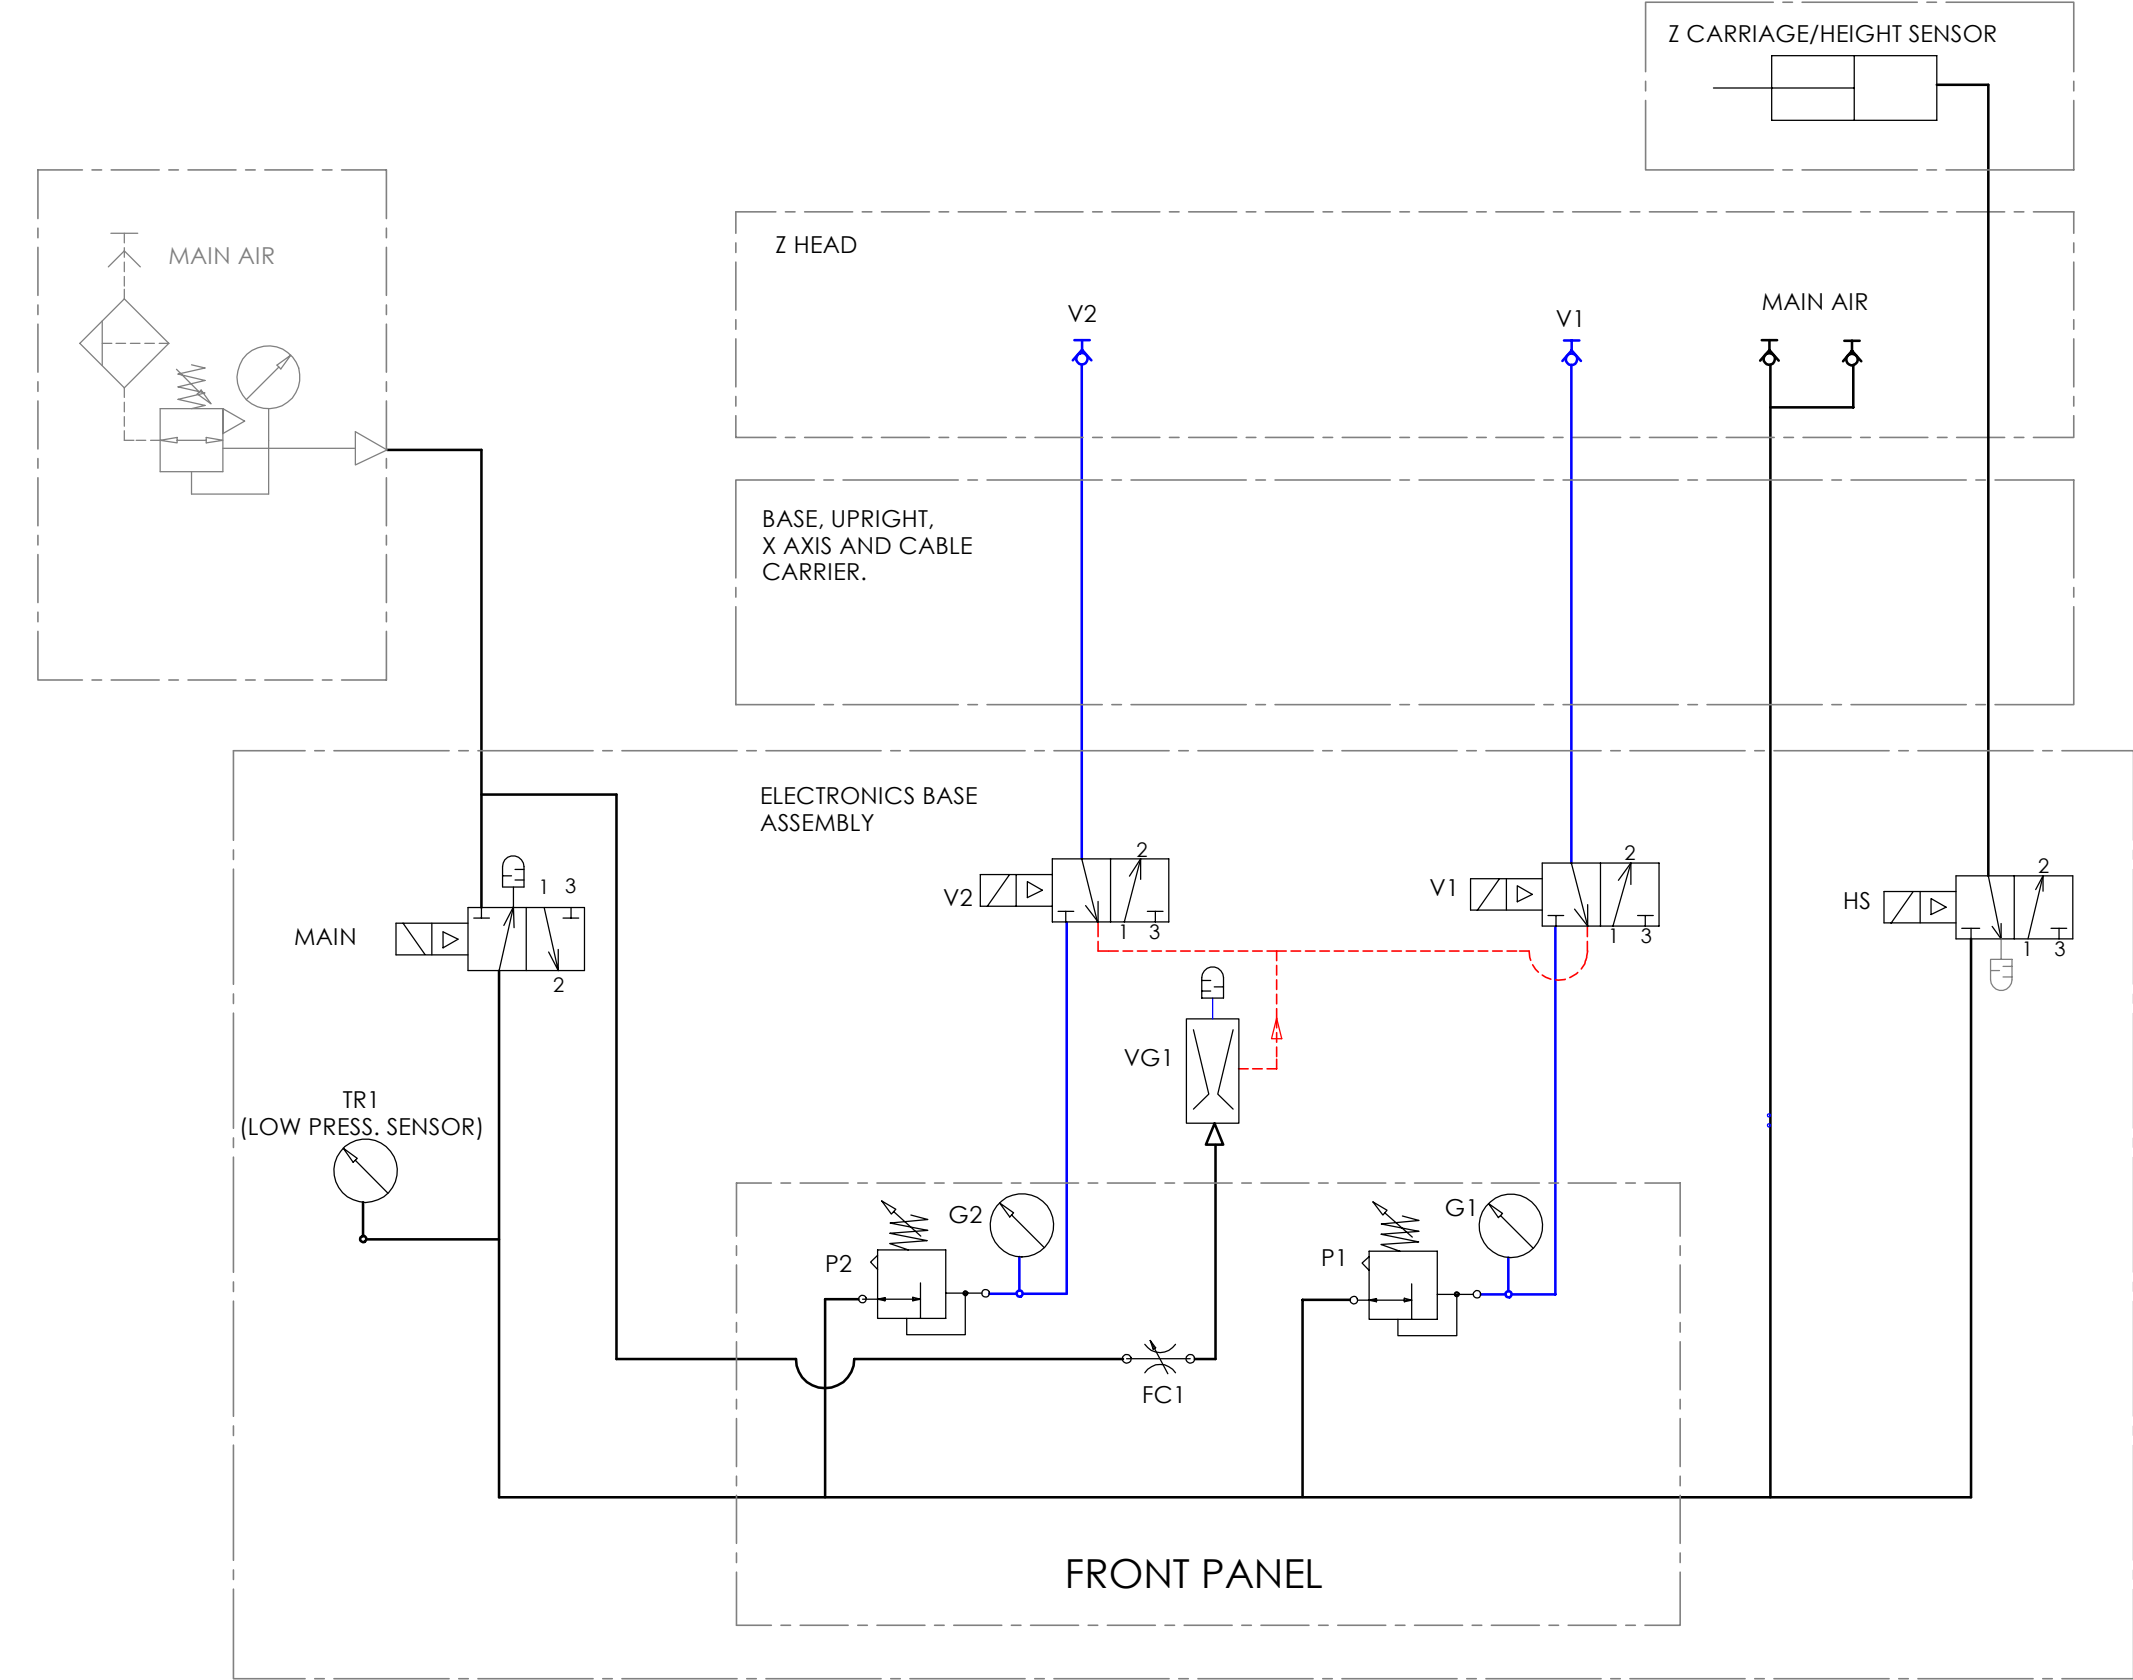 Z CARRIAGE/HEIGHT SENSOR
MAIN AIR
Z HEAD
V2
V1
MAIN AIR
BASE, UPRIGHT,
X AXIS AND CABLE
CARRIER.
ELECTRONICS BASE
ASSEMBLY
MAIN
1 3
2
V2
2
1 3
V1
2
1 3
HS
2
1 3
VG1
TR1
(LOW PRESS. SENSOR)
P2
G2
P1
G1
FC1
FRONT PANEL